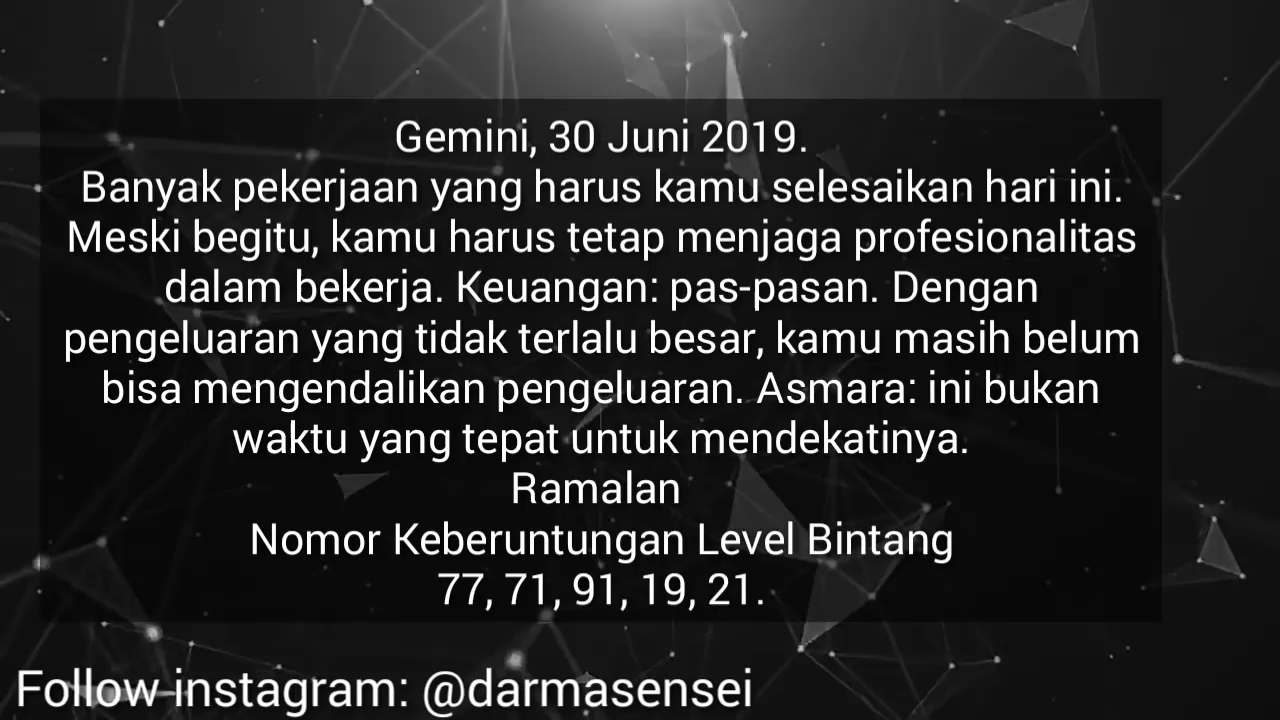 Gemini, 30 Juni 2019.
Banyak pekerjaan yang harus kamu selesaikan hari ini.
Meski begitu, kamu harus tetap menjaga profesionalitas
dalam bekerja. Keuangan: pas-pasan. Dengan
pengeluaran yang tidak terlalu besar, kamu masih belum
bisa mengendalikan pengeluaran. Asmara: ini bukan
waktu yang tepat untuk mendekatinya.
Ramalan
Nomor Keberuntungan Level Bintang
77, 71, 91, 19, 21.
Follow instagram: @darmasensei